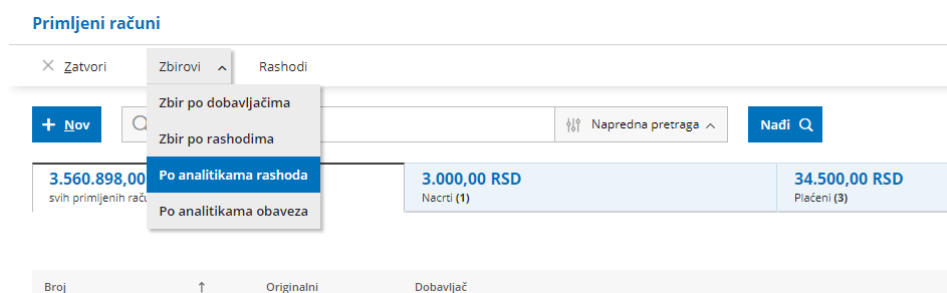 Primljeni računi
Zatvori Zbirovi Rashodi
Zbir po dobavljačima
Zbir po rashodima
Po analitikama rashoda
Po analitikama obaveza
+ Nov Napredna pretraga Nađi
3.560.898,00 3.000,00 RSD 34.500,00 RSD
svih primljenih Nacrti (1) Plaćeni (3)
Broj ↑ Originalni Dobavljač